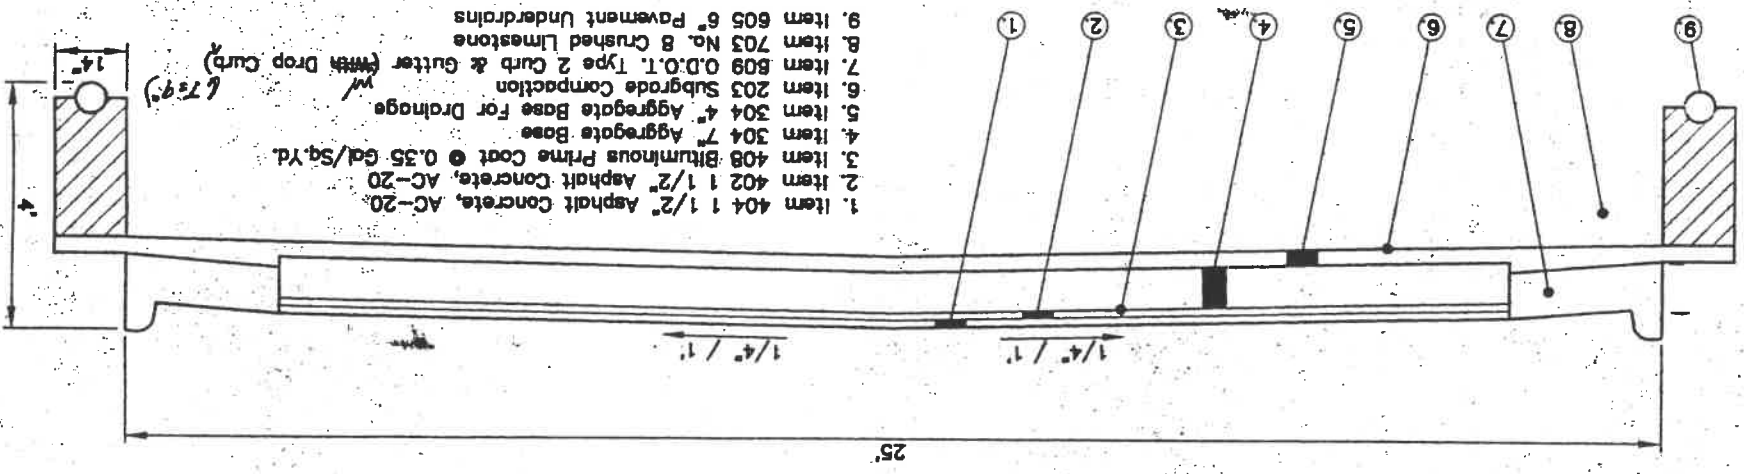 25'
1/4" / 1'
1/4" / 1'
4'
1. Item 404 1 1/2" Asphalt Concrete, AC-20
2. Item 402 1 1/2" Asphalt Concrete, AC-20
3. Item 408 Bituminous Prime Coat @ 0.35 Gal/Sq.Yd.
4. Item 304 7" Aggregate Base
5. Item 304 4" Aggregate Base For Drainage
6. Item 203 Subgrade Compaction
w/
T=9")
7. Item 609 O.D.O.T. Type 2 Curb & Gutter (With Drop Curb)
8. Item 703 No. 8 Crushed Limestone
9. Item 605 6" Pavement Underdrains
14"
9. 8. 7. 6. 5. 4. 3. 2. 1.